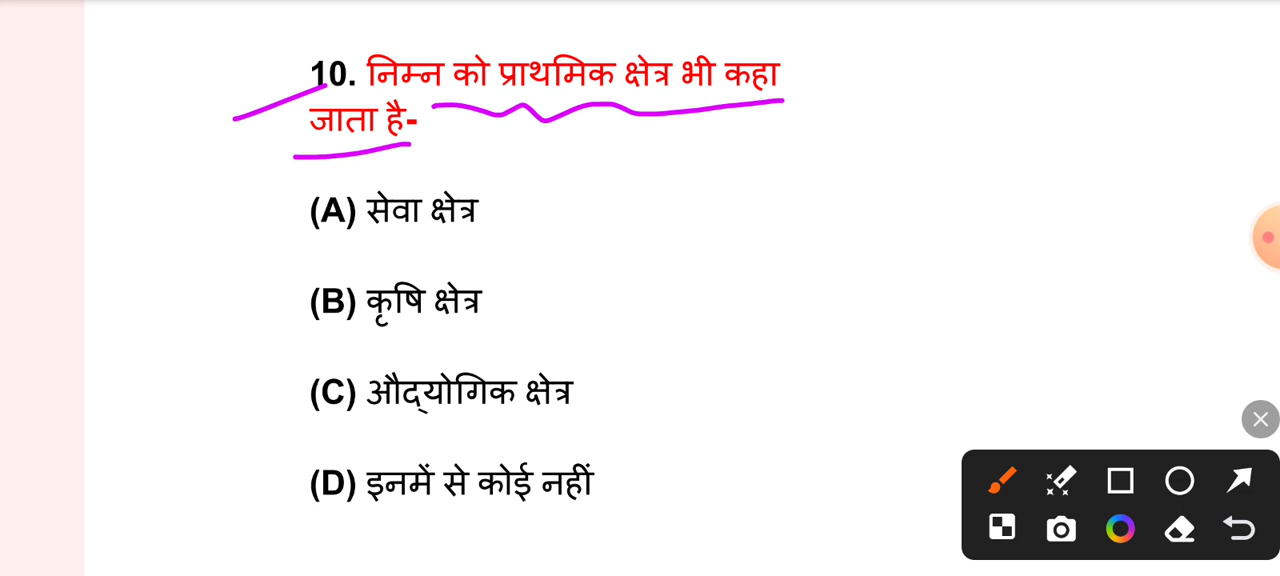 10. निम्न को प्राथमिक क्षेत्र भी कहा
जाता है-
(A) सेवा क्षेत्र
(B) कृषि क्षेत्र
(C) औद्‌योगिक क्षेत्र
(D) इनमें से कोई नहीं